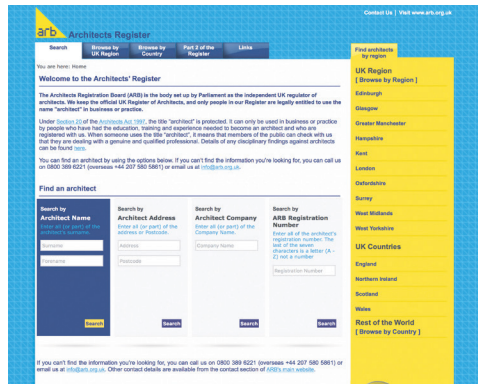 Contact Us | Visit www.arb.org.uk
arb Architects Register
Search
Browse by
UK Region
Browse by
Country
Part 2 of the
Register
Links
You are here: Home
Welcome to the Architects' Register
The Architects Registration Board (ARB) is the body set up by Parliament as the independent UK regulator of
architects. We keep the official UK Register of Architects, and only people in our Register are legally entitled to use the
name "architect" in business or practice.
Under Section 20 of the Architects Act 1997, the title "architect" is protected. It can only be used in business or practice
by people who have had the education, training and experience needed to become an architect and who are
registered with us. When someone uses the title "architect", it means that members of the public can check with us
that they are dealing with a genuine and qualified professional. Details of any disciplinary findings against architects
can be found here.
You can find an architect by using the options below. If you can't find the information you're looking for, you can call us
on 0800 389 6221 (overseas +44 207 580 5861) or email us at info@arb.org.uk.
Find an architect
Search by
Architect Name
Enter all (or part) of the
architect's surname.
Surname
Forename
Search
Search by
Architect Address
Enter all (or part) of the
address or Postcode.
Address
Postcode
Search
Search by
Architect Company
Enter all (or part) of the
Company Name.
Company Name
Search
Search by
ARB Registration
Number
Enter all of the architect's
registration number. The
last of the seven
characters is a letter (A -
Z) not a number
Registration Number
Search
If you can't find the information you're looking for, you can call us on 0800 389 6221 (overseas +44 207 580 5861) or
email us at info@arb.org.uk. Other contact details are available from the contact section of ARB's main website.
Find architects
by region
UK Region
[ Browse by Region ]
Edinburgh
Glasgow
Greater Manchester
Hampshire
Kent
London
Oxfordshire
Surrey
West Midlands
West Yorkshire
UK Countries
England
Northern Ireland
Scotland
Wales
Rest of the World
[ Browse by Country ]